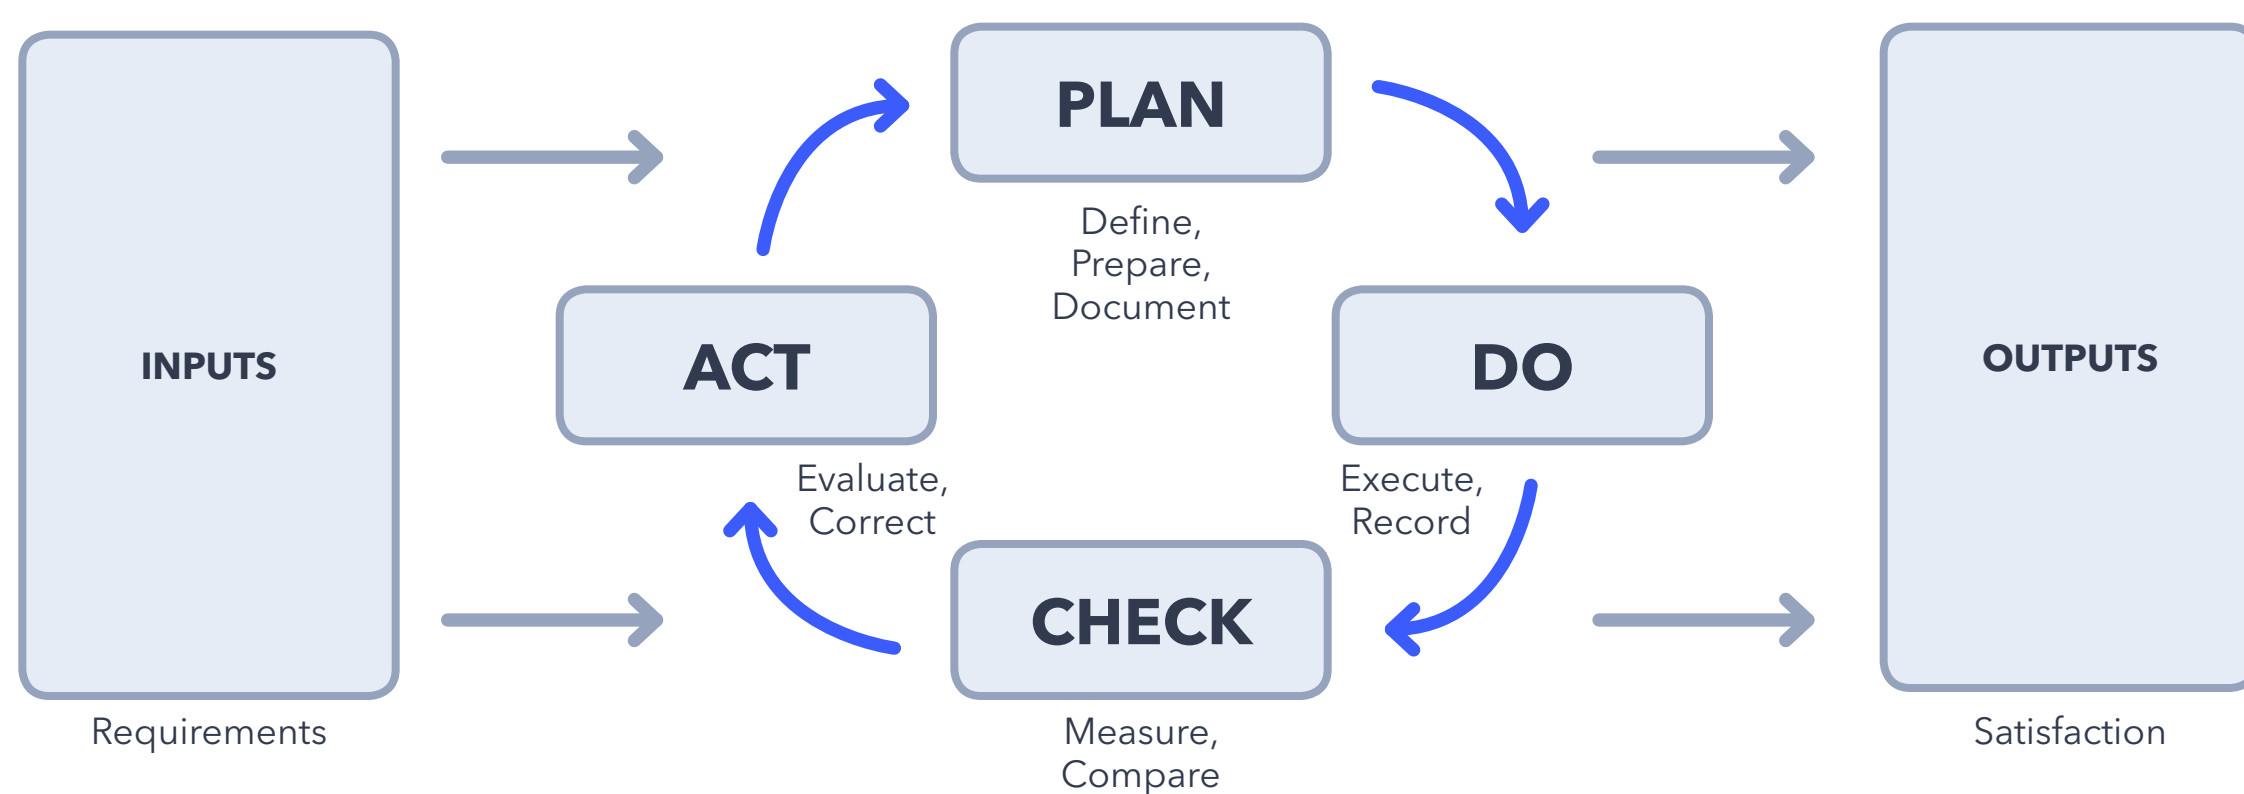 PLAN
Define,
Prepare,
Document
INPUTS
ACT
DO
OUTPUTS
Evaluate,
Correct
Execute,
Record
CHECK
Requirements
Measure,
Compare
Satisfaction